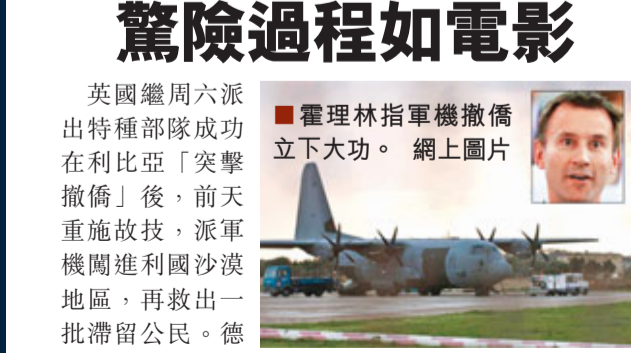 驚險過程如電影
英國繼周六派
出特種部隊成功
在利比亞「突擊
撤僑」後，前天
重施故技，派軍
機闖進利國沙漠
地區，再救出一
批滯留公民。德
■霍理林指軍機撤僑
立下大功。 網上圖片